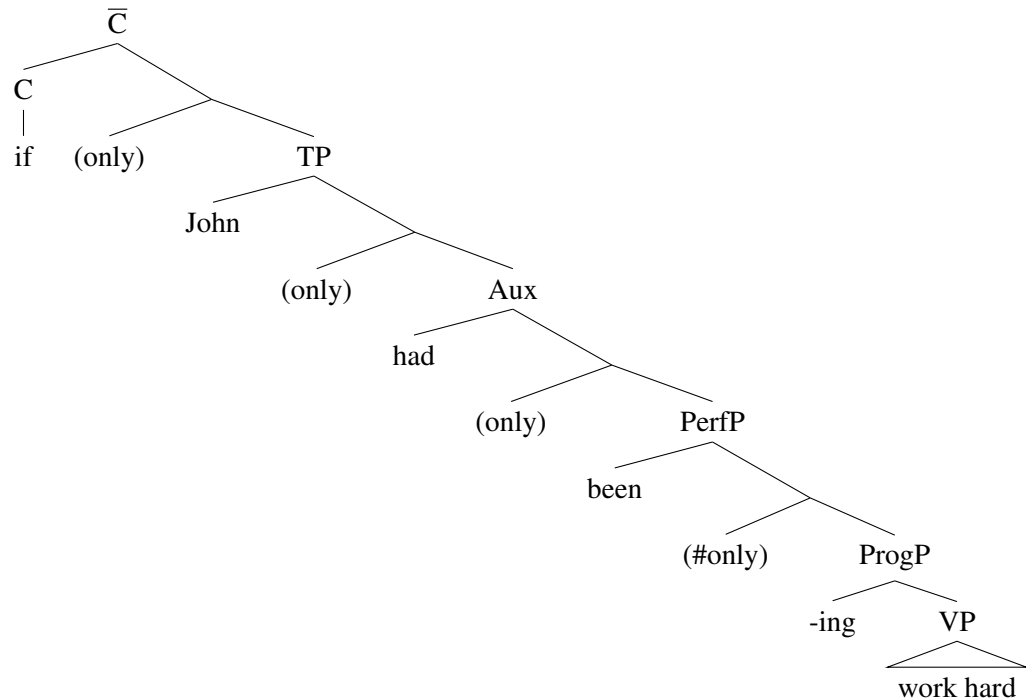 C̅
C
if
(only)
TP
John
(only)
Aux
had
(only)
PerfP
been
(#only)
ProgP
-ing
VP
work hard